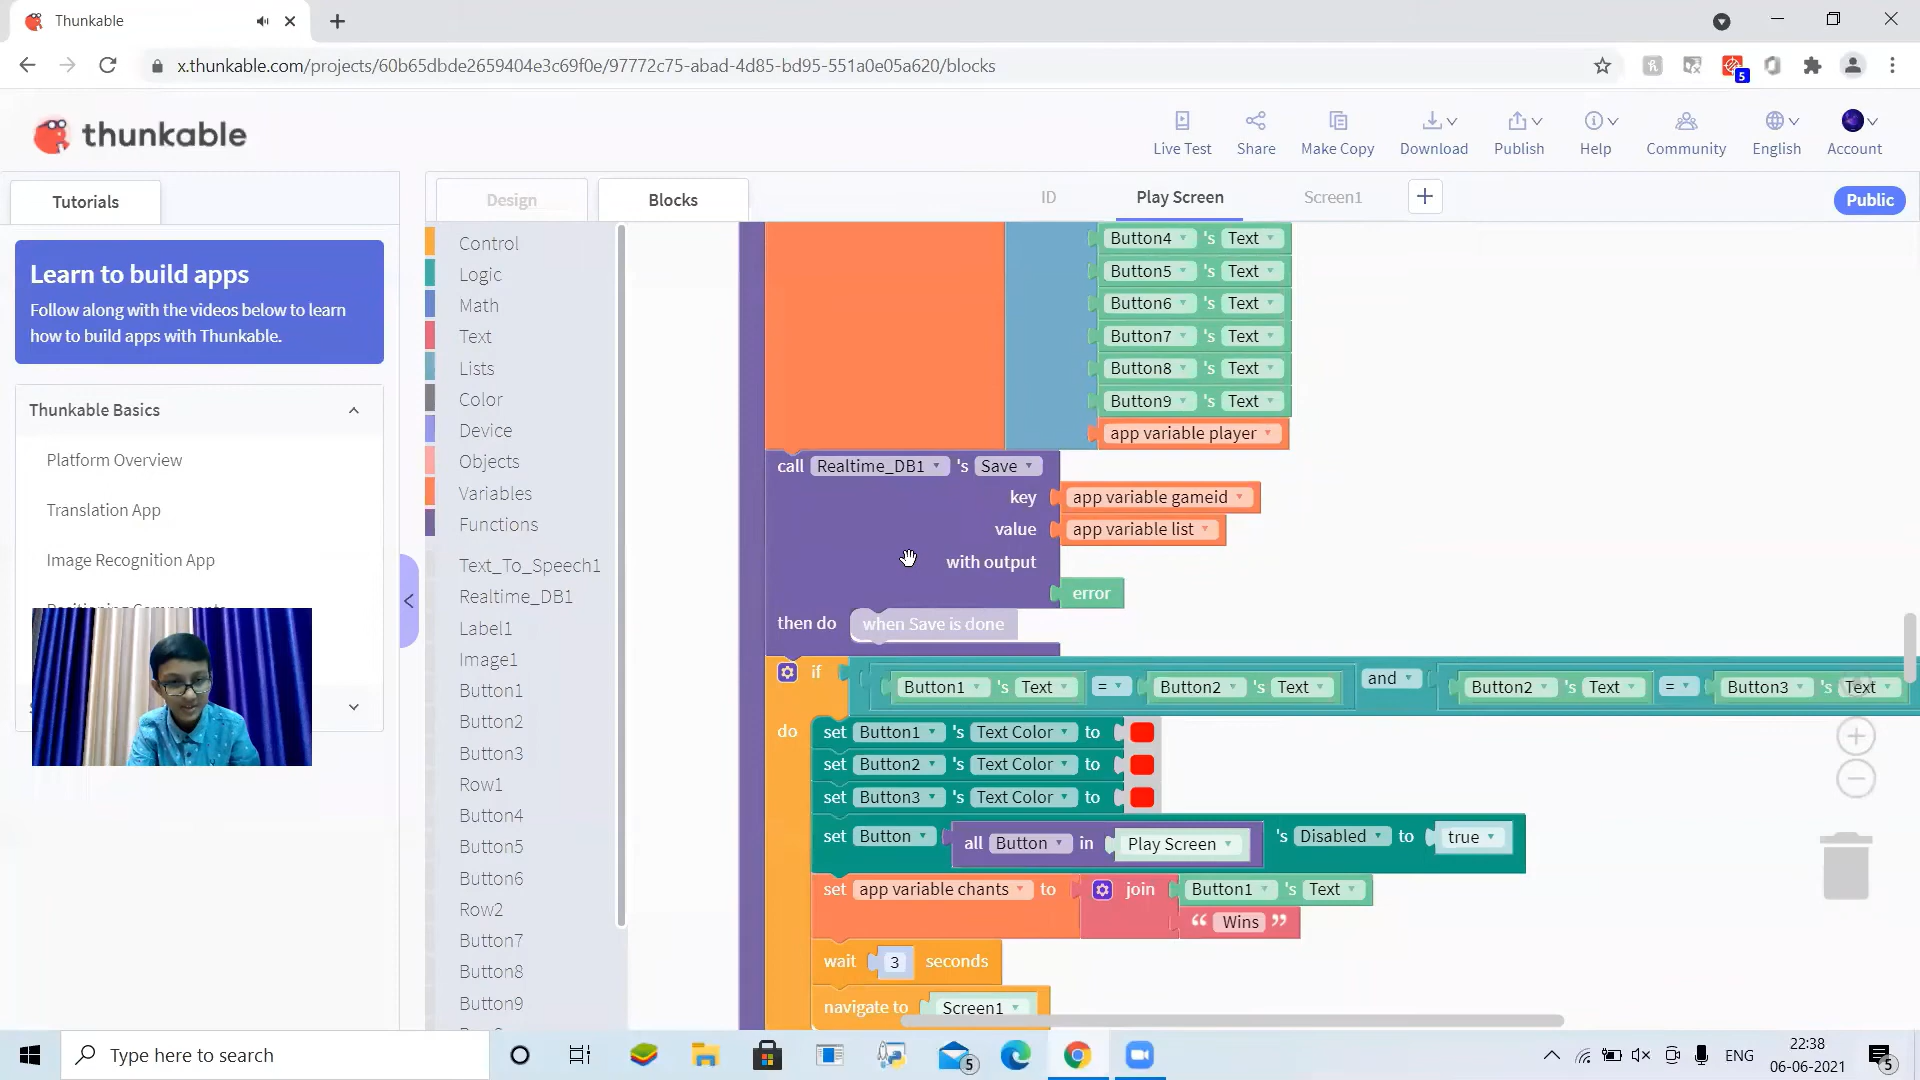 Thunkable
x.thunkable.com/projects/60b65dbde2659404e3c69f0e/97772c75-abad-4d85-bd95-551a0e05a620/blocks
5
thunkable
Live Test
Share
Make Copy
Download
Publish
Help
Community
English
Account
Tutorials
Design
Blocks
ID
Play Screen
Screen1
Public
Learn to build apps
Follow along with the videos below to learn
how to build apps with Thunkable.
Thunkable Basics
Platform Overview
Translation App
Image Recognition App
Control
Logic
Math
Text
Lists
Color
Device
Objects
Variables
Functions
Text_To_Speech1
Realtime_DB1
Label1
Image1
Button1
Button2
Button3
Row1
Button4
Button5
Button6
Row2
Button7
Button8
Button9
Button4 's Text
Button5 's Text
Button6 's Text
Button7 's Text
Button8 's Text
Button9 's Text
app variable player
call Realtime_DB1 's Save
key app variable gameid
value app variable list
with output
error
then do when Save is done
if Button1 's Text = Button2 's Text and Button2 's Text = Button3 's Text
do set Button1 's Text Color to
set Button2 's Text Color to
set Button3 's Text Color to
set Button all Button in Play Screen 's Disabled to true
set app variable chants to join Button1 's Text
“ Wins ”
wait 3 seconds
navigate to Screen1
Type here to search
5
ENG
22:38
06-06-2021
5